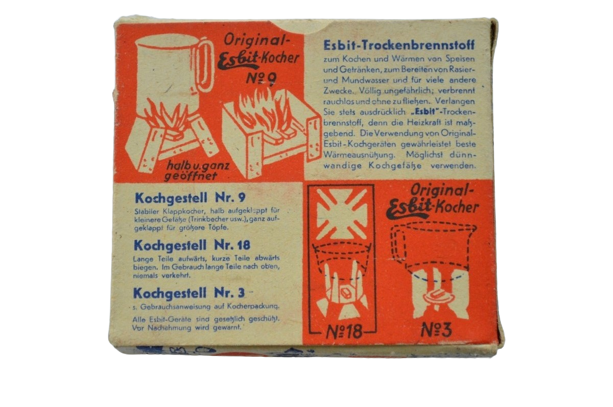 Original-
Esbit-Kocher
No 9
halb u. ganz
geöffnet
Esbit-Trockenbrennstoff
zum Kochen und Wärmen von Speisen
und Getränken, zum Bereiten von Rasier-
und Mundwasser und für viele andere
Zwecke. Völlig ungefährlich; verbrennt
rauchlos und ohne zu fließen. Verlangen
Sie stets ausdrücklich „Esbit"-Trocken-
brennstoff, denn die Heizkraft ist maß-
gebend. Die Verwendung von Original-
Esbit-Kochgeräten gewährleistet beste
Wärmeausnützung. Möglichst dünn-
wandige Kochgefäße verwenden.
Kochgestell Nr. 9
Stabiler Klappkocher, halb aufgeklappt für
kleinere Gefäße (Trinkbecher usw.), ganz auf-
geklappt für größere Töpfe.
Kochgestell Nr. 18
Lange Teile aufwärts, kurze Teile abwärts
biegen. Im Gebrauch lange Teile nach oben,
niemals verkehrt.
Kochgestell Nr. 3
s. Gebrauchsanweisung auf Kocherpackung.
Alle Esbit-Geräte sind gesetzlich geschützt.
Vor Nachahmung wird gewarnt.
Original-
Esbit-Kocher
No 18
No 3